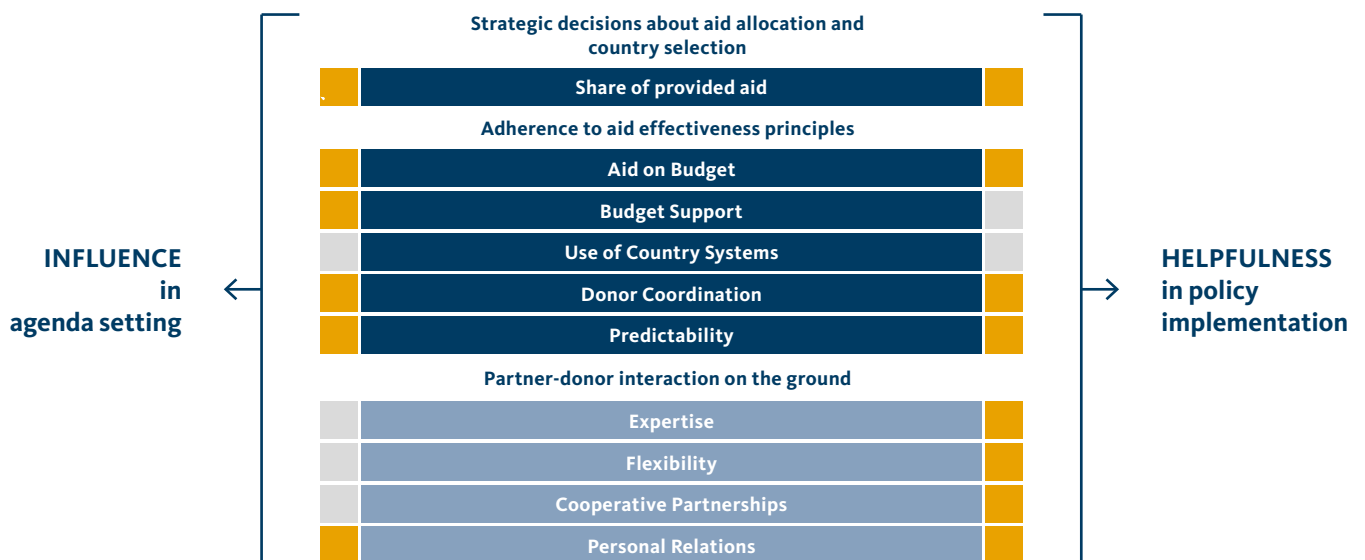 Strategic decisions about aid allocation and
country selection
Share of provided aid
Adherence to aid effectiveness principles
Aid on Budget
Budget Support
Use of Country Systems
Donor Coordination
Predictability
INFLUENCE
in
agenda setting
HELPFULNESS
in policy
implementation
Partner-donor interaction on the ground
Expertise
Flexibility
Cooperative Partnerships
Personal Relations